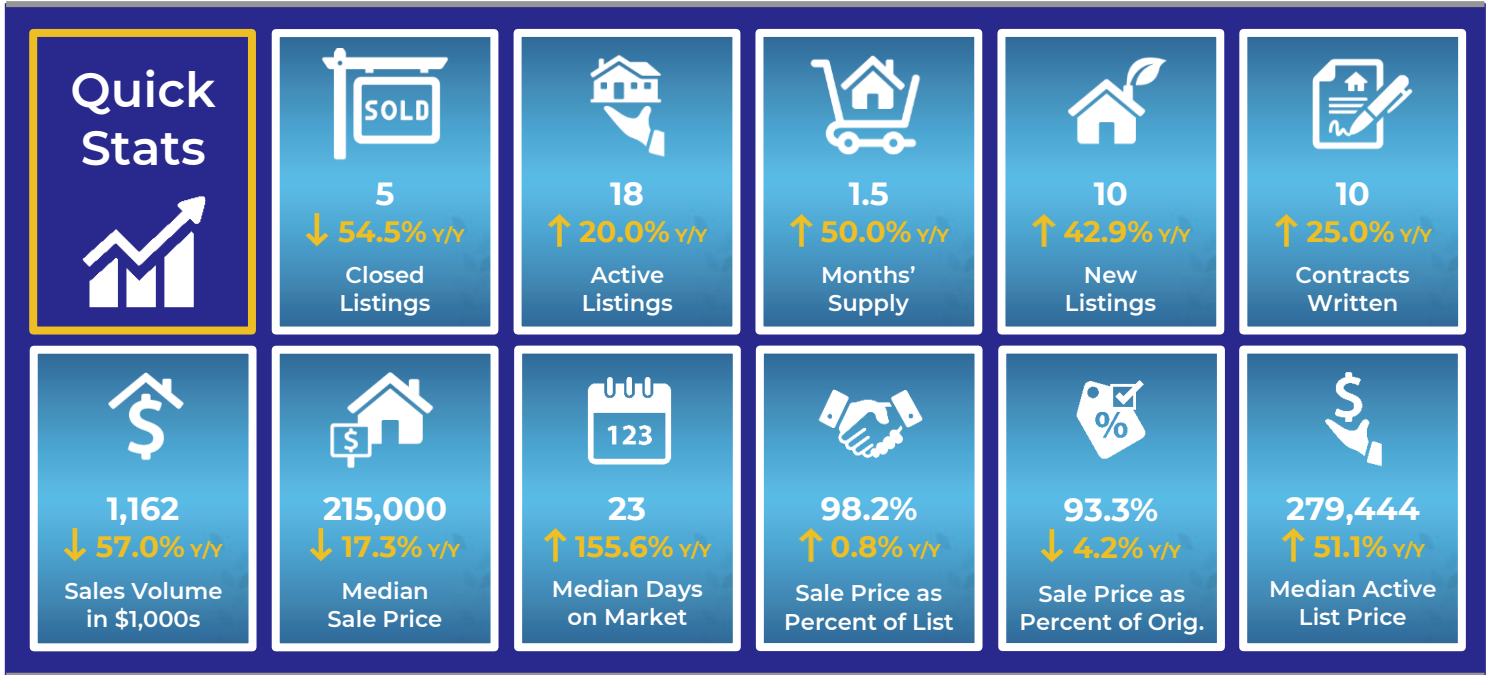 Quick
Stats
SOLD
5
↓ 54.5% Y/Y
Closed
Listings
18
↑ 20.0% Y/Y
Active
Listings
1.5
↑ 50.0% Y/Y
Months’
Supply
10
↑ 42.9% Y/Y
New
Listings
10
↑ 25.0% Y/Y
Contracts
Written
$
1,162
↓ 57.0% Y/Y
Sales Volume
in $1,000s
$
215,000
↓ 17.3% Y/Y
Median
Sale Price
123
23
↑ 155.6% Y/Y
Median Days
on Market
98.2%
↑ 0.8% Y/Y
Sale Price as
Percent of List
%
93.3%
↓ 4.2% Y/Y
Sale Price as
Percent of Orig.
$
279,444
↑ 51.1% Y/Y
Median Active
List Price